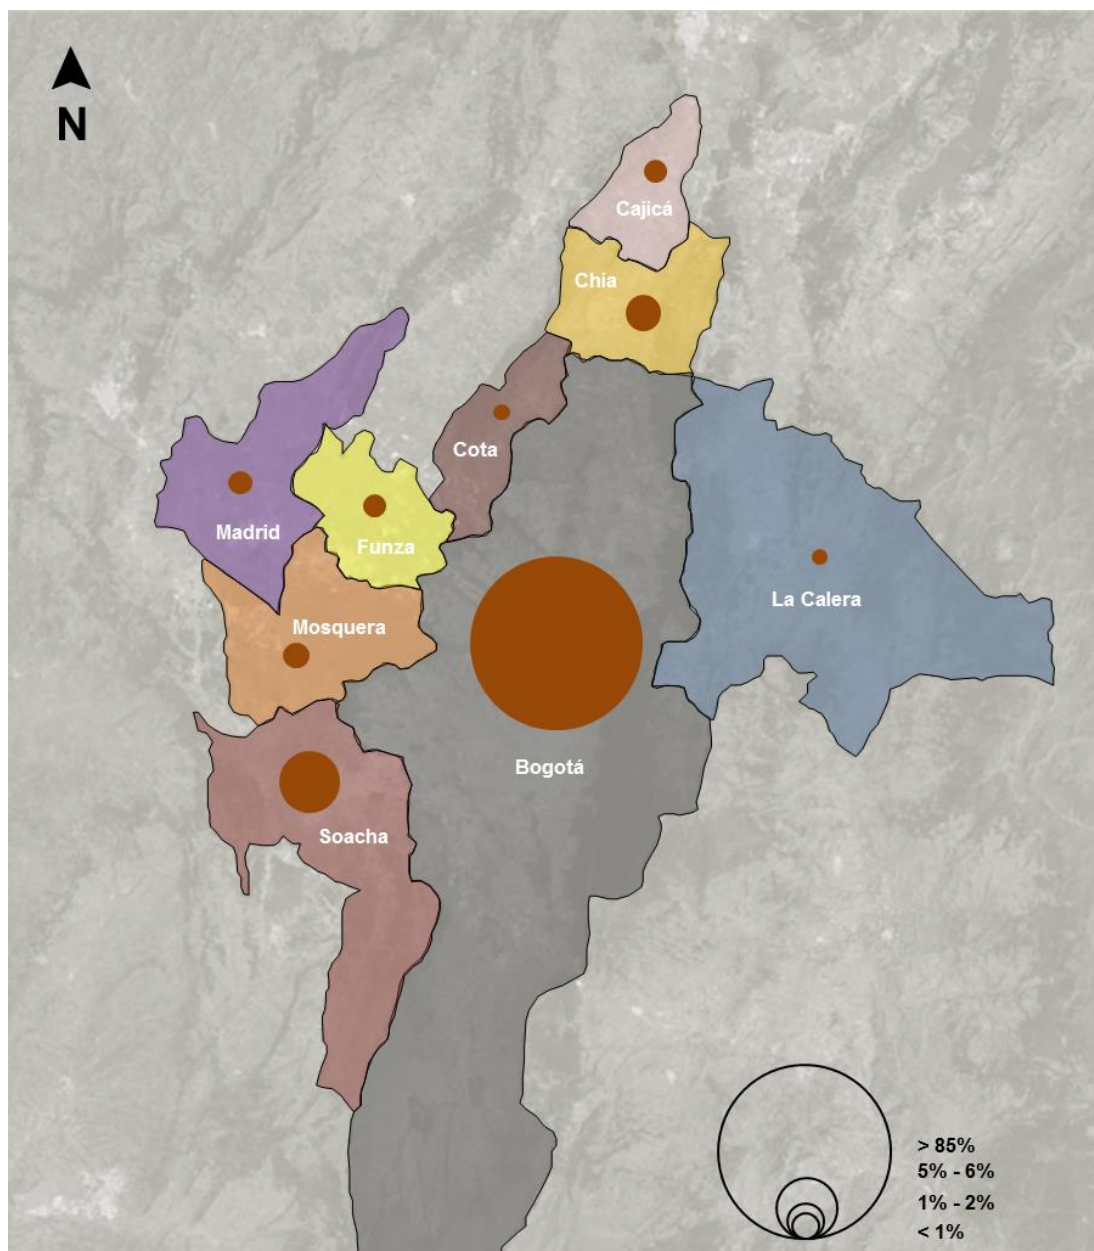 N
Cajicá
Chía
Cota
Madrid
Funza
La Calera
Mosquera
Bogotá
Soacha
> 85%
5% - 6%
1% - 2%
< 1%